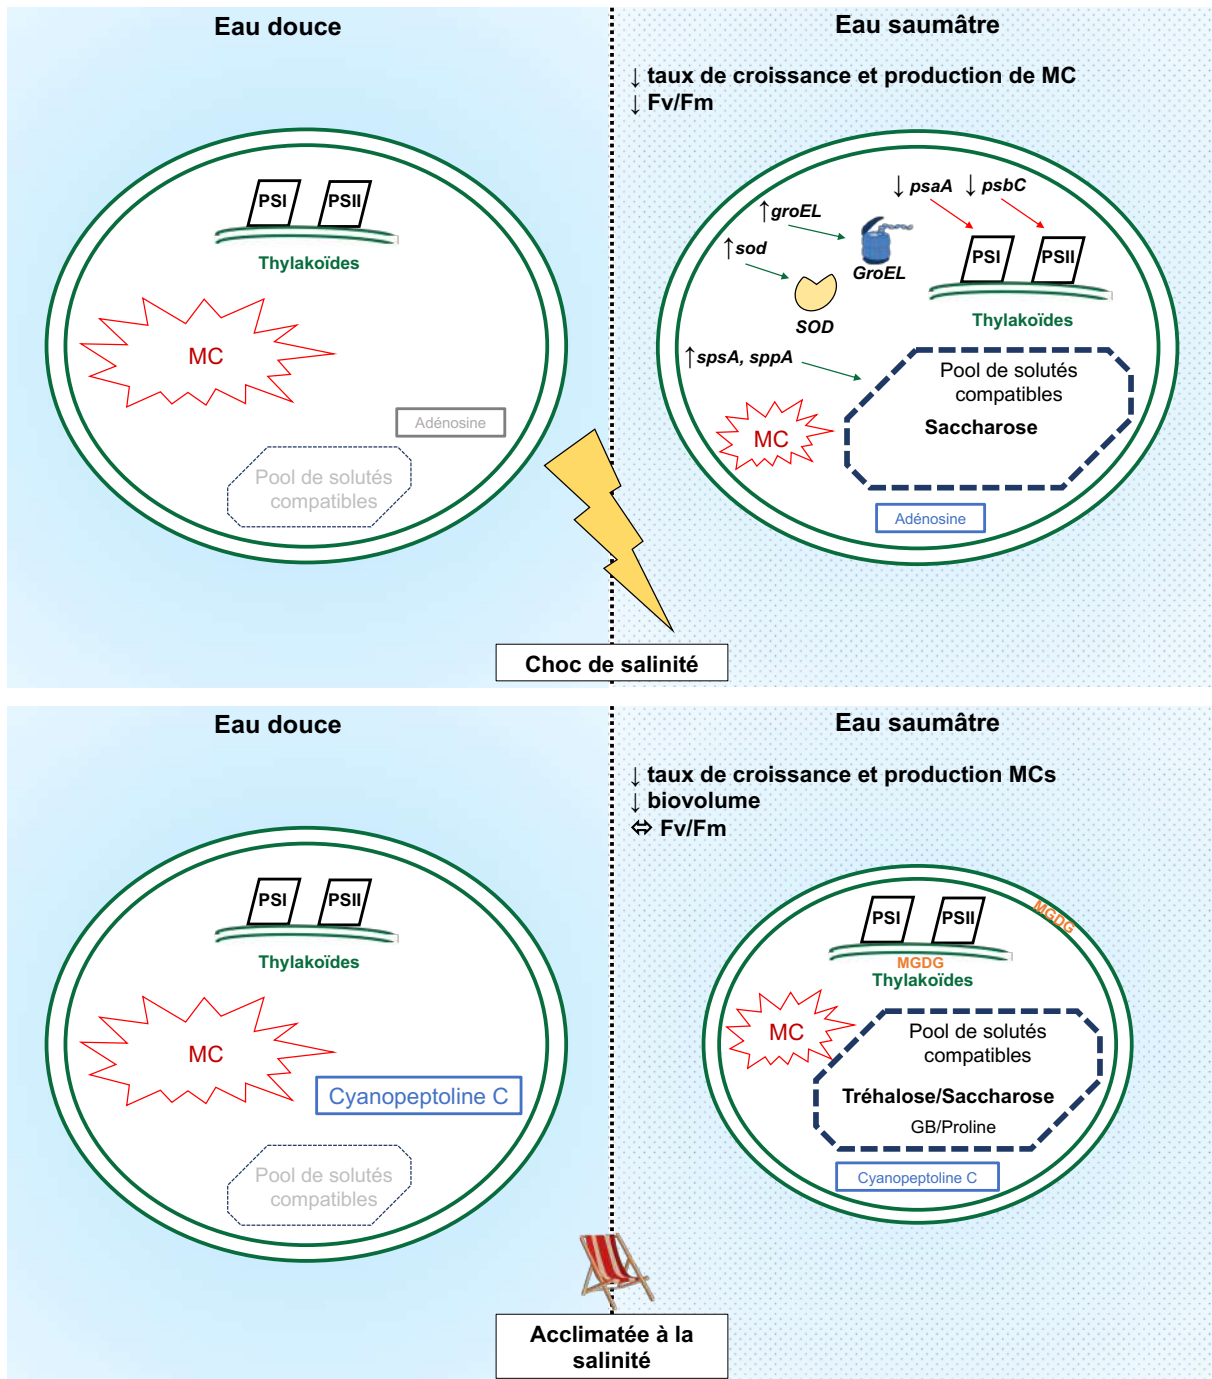 Eau douce
Eau saumâtre
↓ taux de croissance et production de MC
↓ Fv/Fm
PSI
PSII
Thylakoïdes
MC
Adénosine
Pool de solutés
compatibles
↓ psaA
↓ psbC
↑groEL
↑sod
GroEL
SOD
PSI
PSII
Thylakoïdes
↑spsA, sppA
Pool de solutés
compatibles
Saccharose
MC
Adénosine
Choc de salinité
Eau douce
Eau saumâtre
↓ taux de croissance et production MCs
↓ biovolume
⇔ Fv/Fm
PSI
PSII
Thylakoïdes
MC
Cyanopeptoline C
Pool de solutés
compatibles
PSI
PSII
MGDG
MGDG
Thylakoïdes
MC
Pool de solutés
compatibles
Tréhalose/Saccharose
GB/Proline
Cyanopeptoline C
Acclimatée à la
salinité